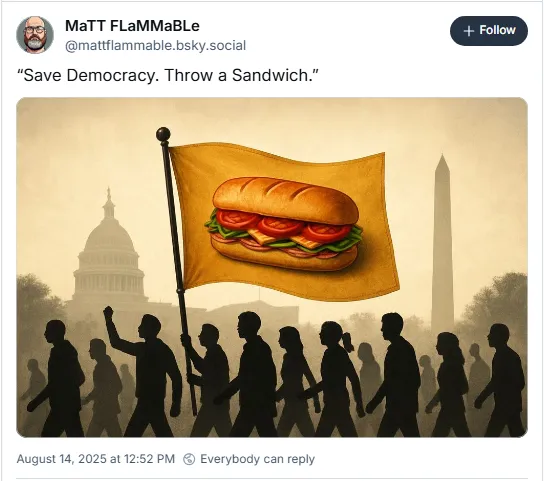 MaTT FLaMMaBLe
@mattflammable.bsky.social
+ Follow
“Save Democracy. Throw a Sandwich.”
August 14, 2025 at 12:52 PM Everybody can reply